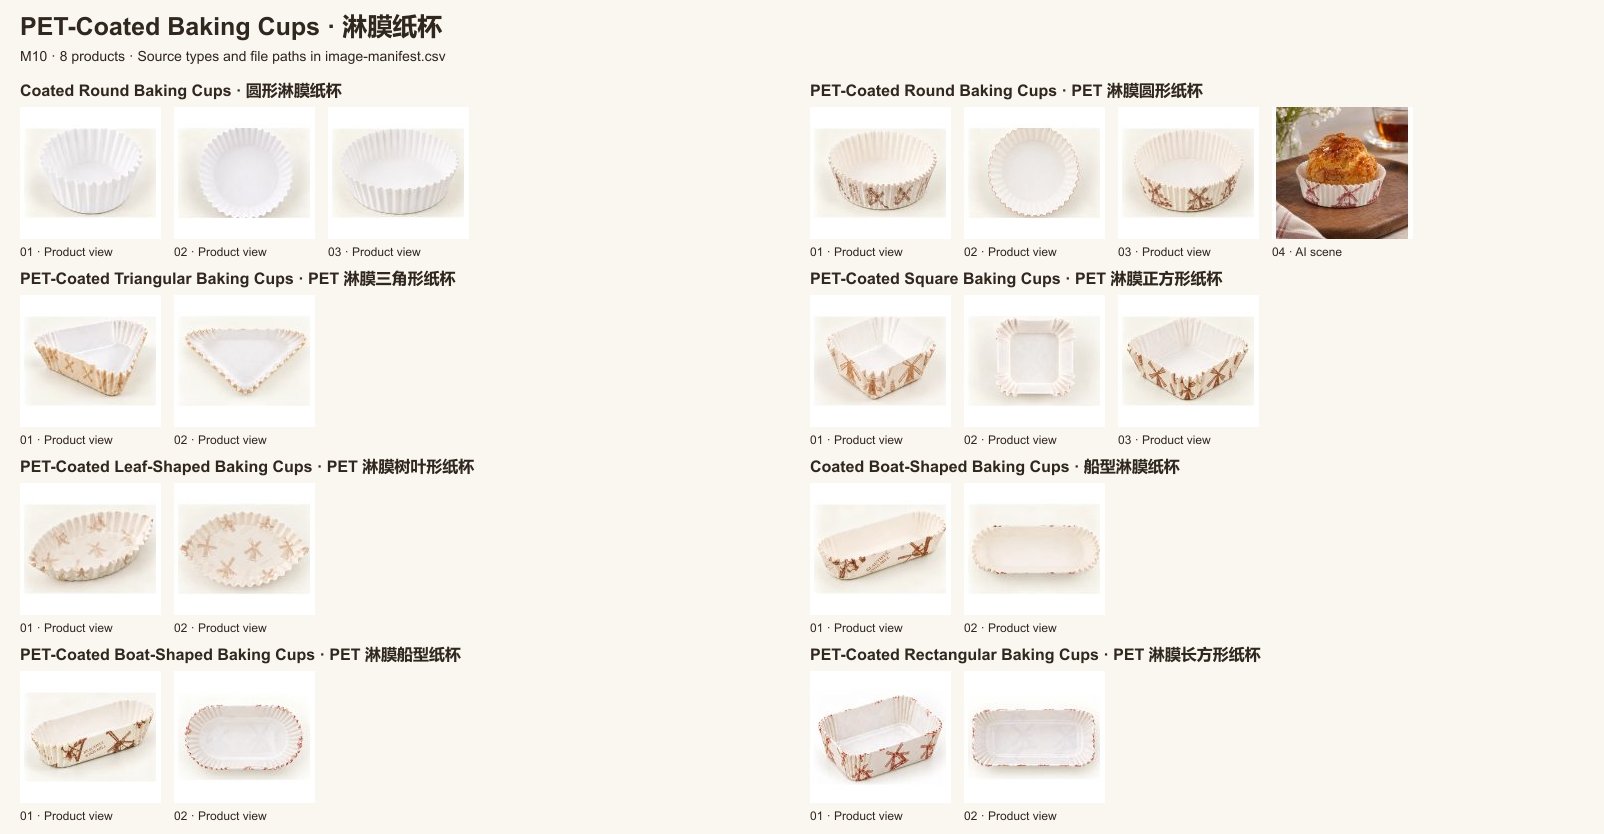 PET-Coated Baking Cups · 淋膜纸杯
M10 · 8 products · Source types and file paths in image-manifest.csv
Coated Round Baking Cups · 圆形淋膜纸杯
01 · Product view
02 · Product view
03 · Product view
PET-Coated Round Baking Cups · PET 淋膜圆形纸杯
01 · Product view
02 · Product view
03 · Product view
04 · AI scene
PET-Coated Triangular Baking Cups · PET 淋膜三角形纸杯
01 · Product view
02 · Product view
PET-Coated Square Baking Cups · PET 淋膜正方形纸杯
01 · Product view
02 · Product view
03 · Product view
PET-Coated Leaf-Shaped Baking Cups · PET 淋膜树叶形纸杯
01 · Product view
02 · Product view
Coated Boat-Shaped Baking Cups · 船型淋膜纸杯
01 · Product view
02 · Product view
PET-Coated Boat-Shaped Baking Cups · PET 淋膜船型纸杯
01 · Product view
02 · Product view
PET-Coated Rectangular Baking Cups · PET 淋膜长方形纸杯
01 · Product view
02 · Product view